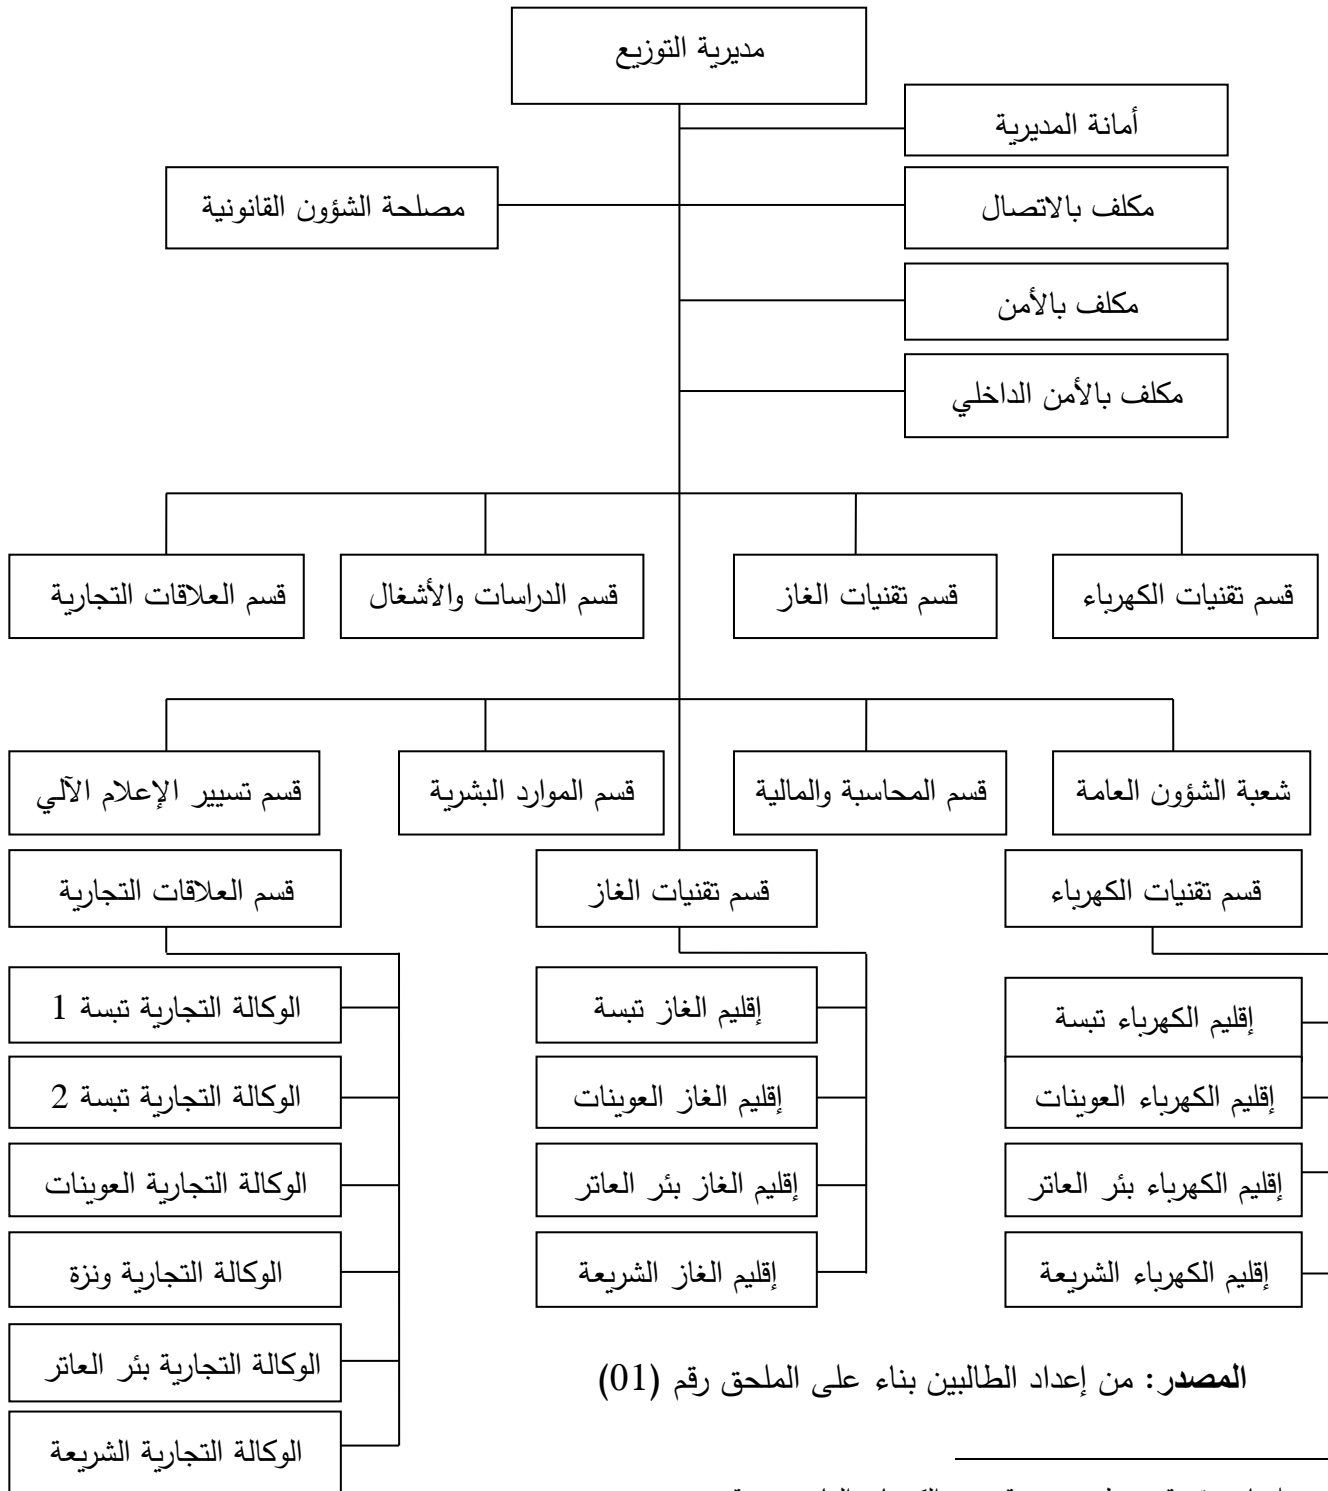 مديرية التوزيع
أمانة المديرية
مكلف بالاتصال
مصلحة الشؤون القانونية
مكلف بالأمن
مكلف بالأمن الداخلي
قسم تقنيات الكهرباء
قسم تقنيات الغاز
قسم الدراسات والأشغال
قسم العلاقات التجارية
شعبة الشؤون العامة
قسم المحاسبة والمالية
قسم الموارد البشرية
قسم تسيير الإعلام الآلي
قسم تقنيات الكهرباء
إقليم الكهرباء تبسة
إقليم الكهرباء العوينات
إقليم الكهرباء بئر العاتر
إقليم الكهرباء الشريعة
قسم تقنيات الغاز
إقليم الغاز تبسة
إقليم الغاز العوينات
إقليم الغاز بئر العاتر
إقليم الغاز الشريعة
قسم العلاقات التجارية
الوكالة التجارية تبسة 1
الوكالة التجارية تبسة 2
الوكالة التجارية العوينات
الوكالة التجارية ونزة
الوكالة التجارية بئر العاتر
الوكالة التجارية الشريعة
المصدر: من إعداد الطالبين بناء على الملحق رقم (01)